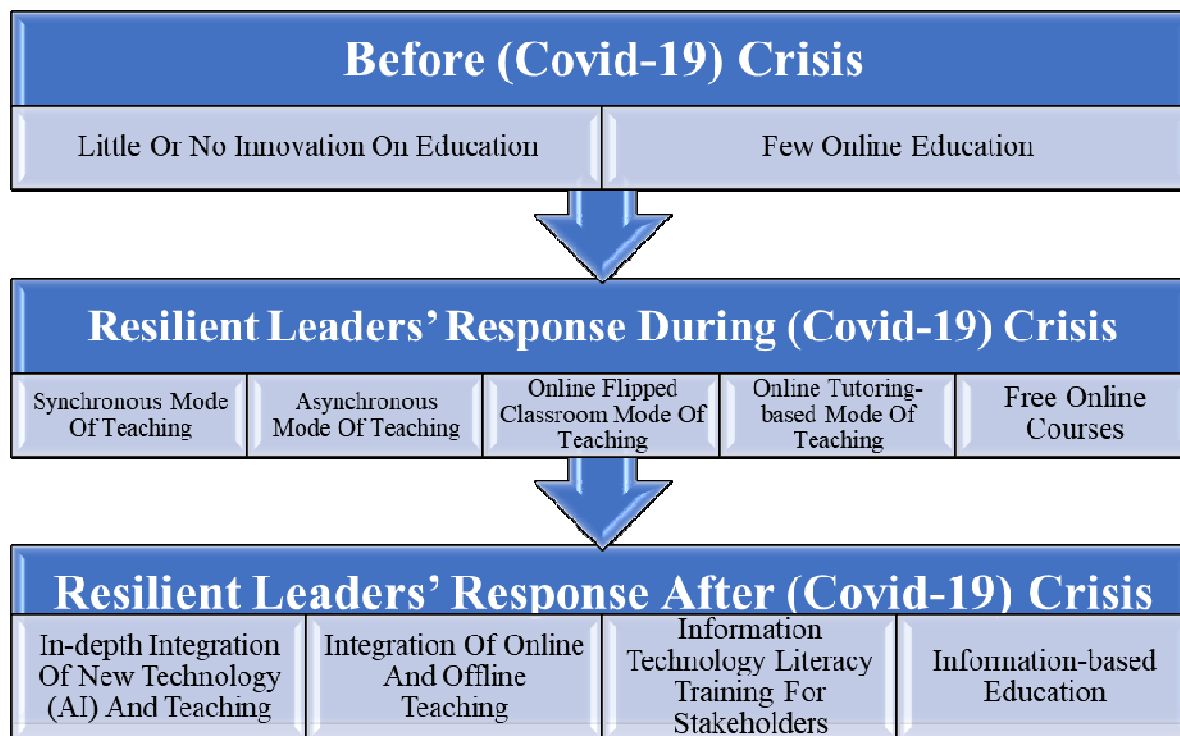 Before (Covid-19) Crisis
Little Or No Innovation On Education
Few Online Education
Resilient Leaders’ Response During (Covid-19) Crisis
Synchronous Mode
Of Teaching
Asynchronous
Mode Of Teaching
Online Flipped
Classroom Mode Of
Teaching
Online Tutoring-
based Mode Of
Teaching
Free Online
Courses
Resilient Leaders’ Response After (Covid-19) Crisis
In-depth Integration
Of New Technology
(AI) And Teaching
Integration Of Online
And Offline
Teaching
Information
Technology Literacy
Training For
Stakeholders
Information-based
Education